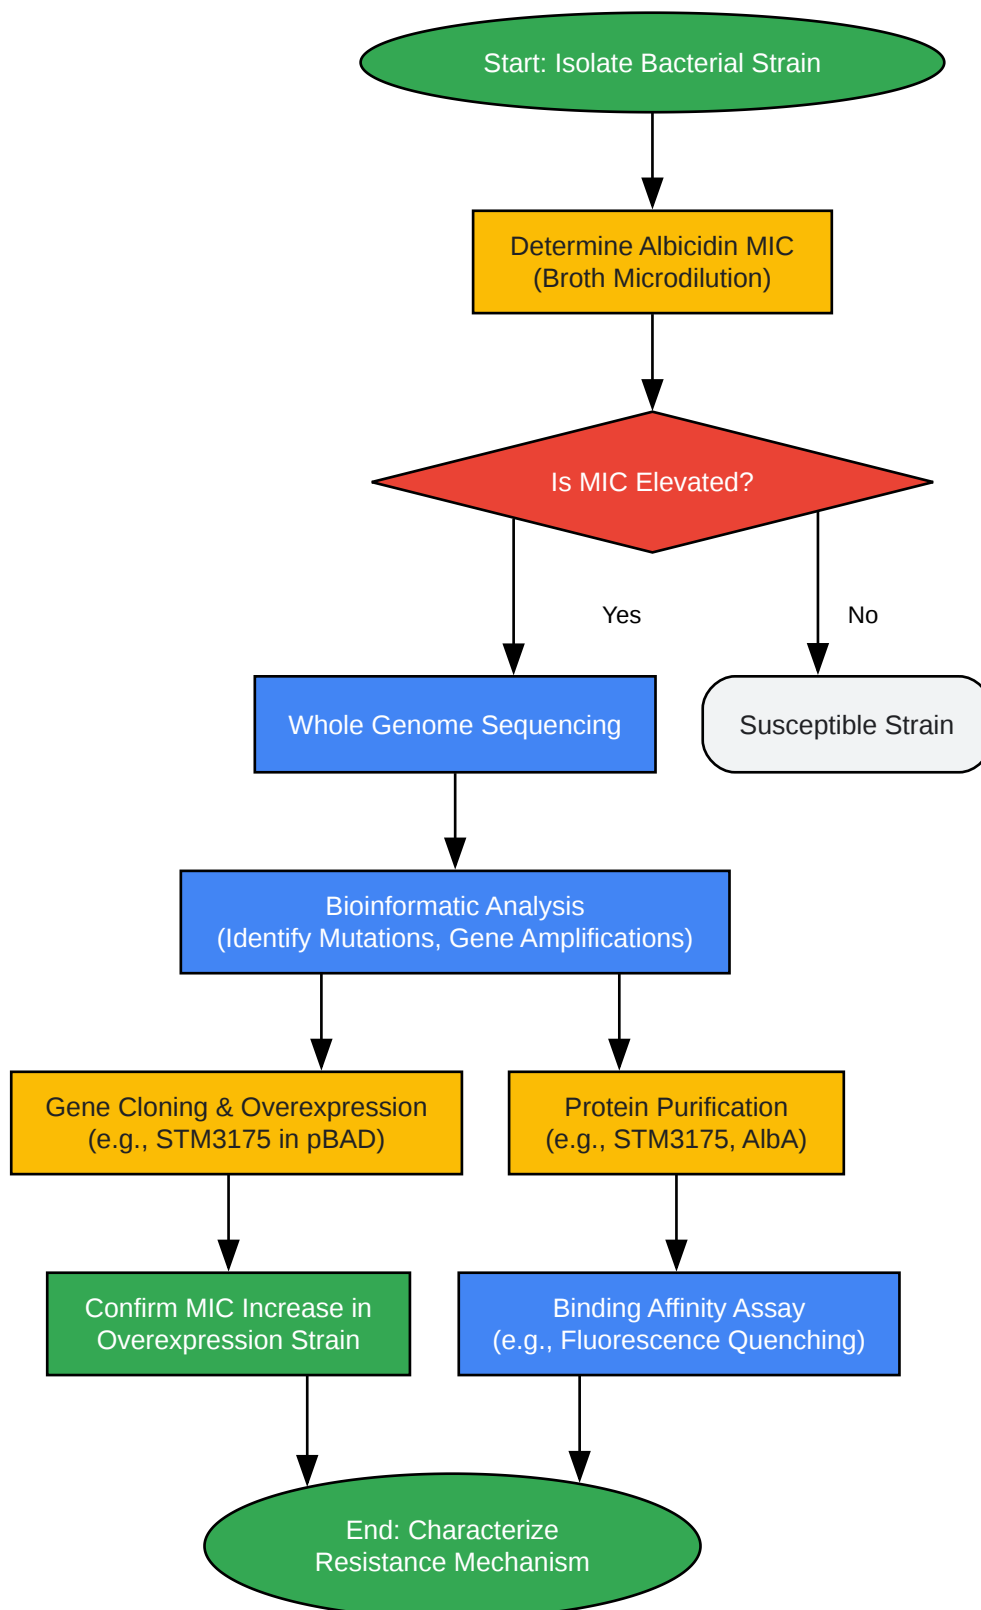 Start: Isolate Bacterial Strain
Determine Albicidin MIC
(Broth Microdilution)
Is MIC Elevated?
Yes
No
Whole Genome Sequencing
Susceptible Strain
Bioinformatic Analysis
(Identify Mutations, Gene Amplifications)
Gene Cloning & Overexpression
(e.g., STM3175 in pBAD)
Protein Purification
(e.g., STM3175, AlbA)
Confirm MIC Increase in
Overexpression Strain
Binding Affinity Assay
(e.g., Fluorescence Quenching)
End: Characterize
Resistance Mechanism